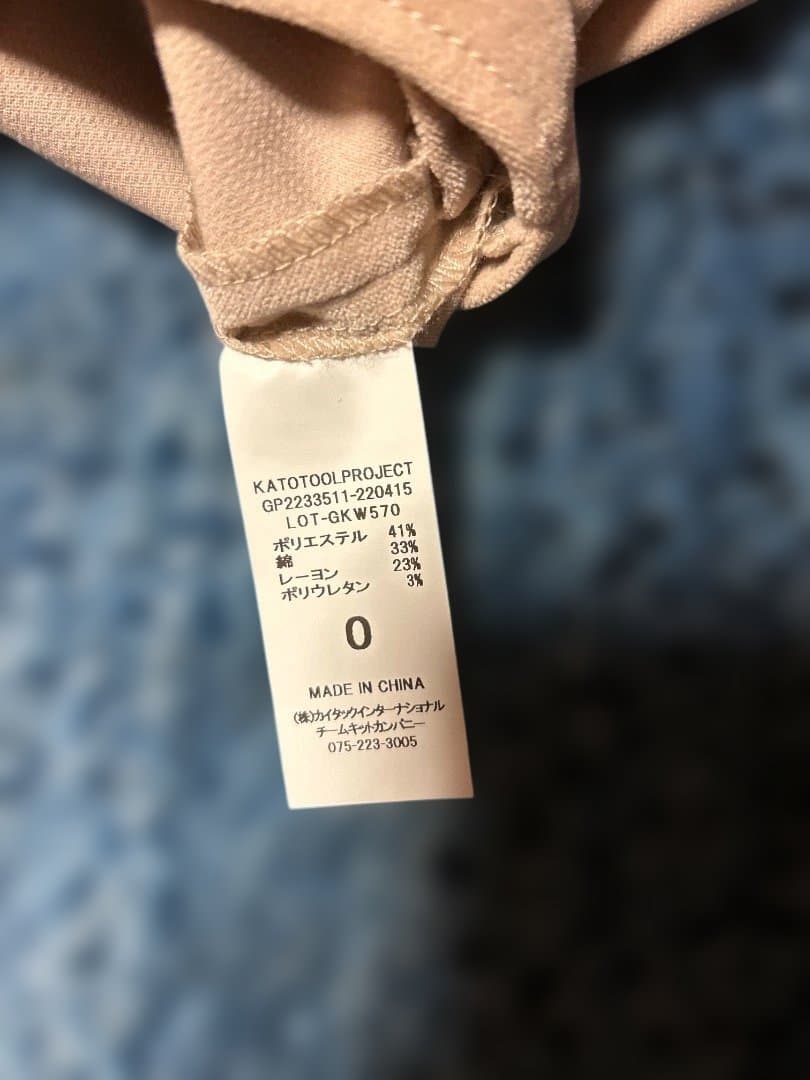 KATOTOOLPROJECT
GP2233511-220415
LOT-GKW570
ポリエステル 41%
綿 33%
レーヨン 23%
ポリウレタン 3%
0
MADE IN CHINA
(株)カイタックインターナショナル
チームキットカンパニー
075-223-3005